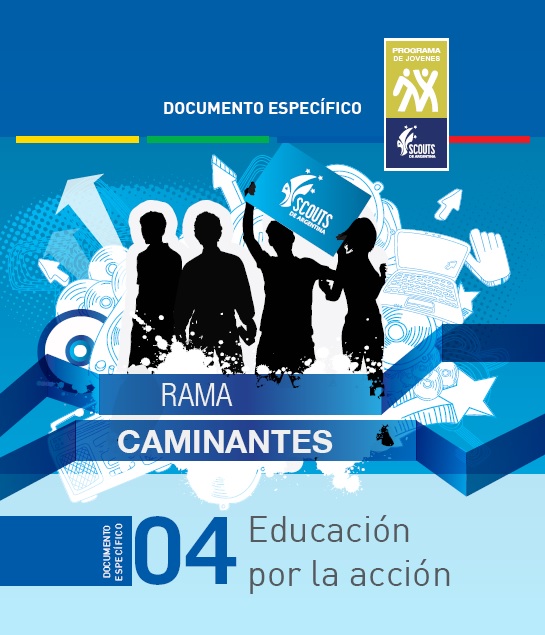 PROGRAMA
DE JOVENES
DOCUMENTO ESPECÍFICO
SCOUTS
DE ARGENTINA
SCOUTS
DE ARGENTINA
RAMA
CAMINANTES
DOCUMENTO
ESPECÍFICO
04
Educación
por la acción